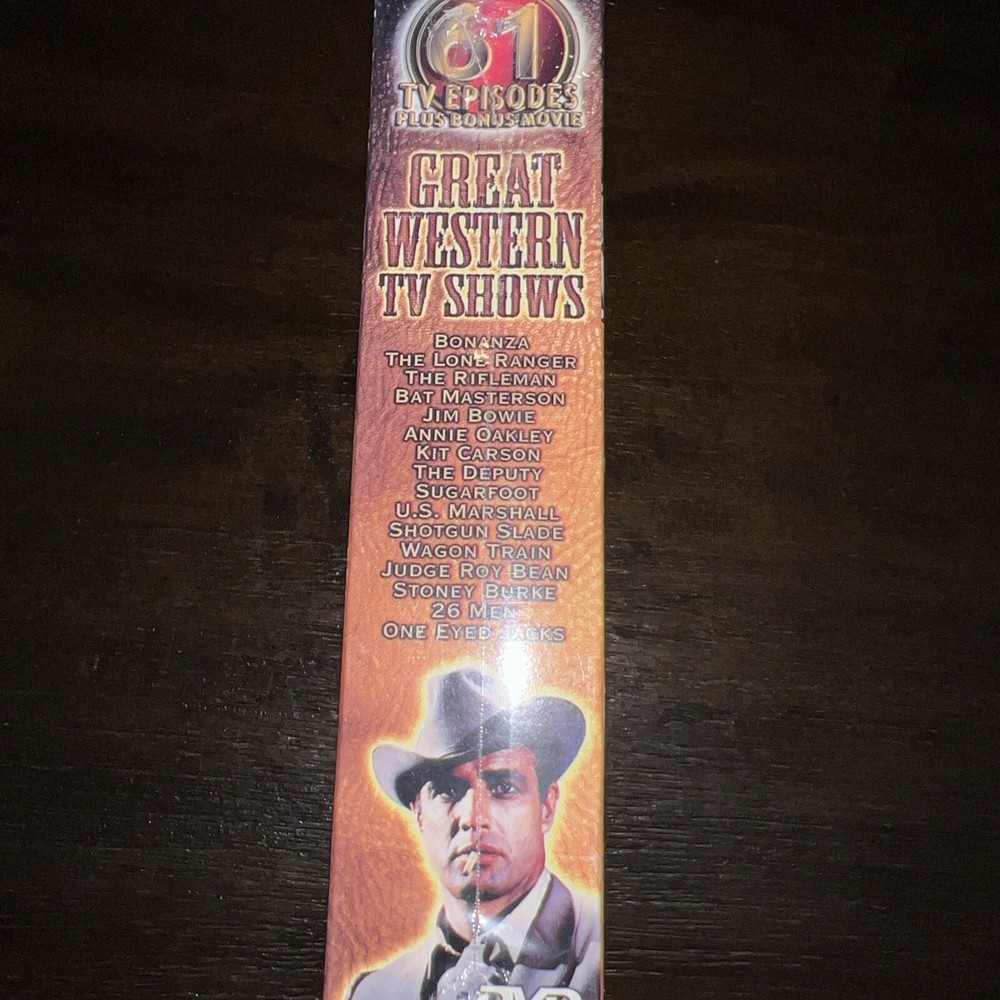 61
TV EPISODES
PLUS BONUS MOVIE
GREAT
WESTERN
TV SHOWS
BONANZA
THE LONE RANGER
THE RIFLEMAN
BAT MASTERSON
JIM BOWIE
ANNIE OAKLEY
KIT CARSON
THE DEPUTY
SUGARFOOT
U.S. MARSHALL
SHOTGUN SLADE
WAGON TRAIN
JUDGE ROY BEAN
STONEY BURKE
26 MEN
ONE EYED JACKS
DVD